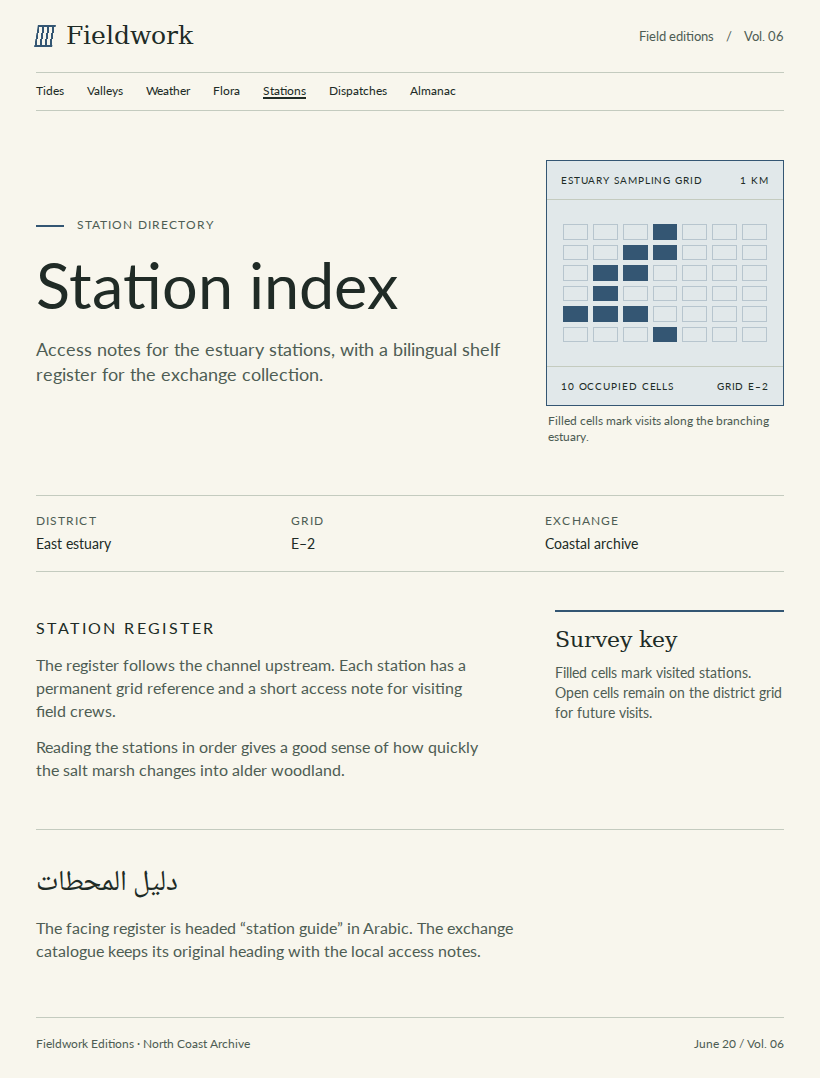 Fieldwork
Field editions / Vol. 06
Tides Valleys Weather Flora Stations Dispatches Almanac
STATION DIRECTORY
Station index
Access notes for the estuary stations, with a bilingual shelf
register for the exchange collection.
ESTUARY SAMPLING GRID 1 KM
10 OCCUPIED CELLS GRID E–2
Filled cells mark visits along the branching
estuary.
DISTRICT
East estuary
GRID
E–2
EXCHANGE
Coastal archive
STATION REGISTER
The register follows the channel upstream. Each station has a
permanent grid reference and a short access note for visiting
field crews.
Reading the stations in order gives a good sense of how quickly
the salt marsh changes into alder woodland.
Survey key
Filled cells mark visited stations.
Open cells remain on the district grid
for future visits.
دليل المحطات
The facing register is headed “station guide” in Arabic. The exchange
catalogue keeps its original heading with the local access notes.
Fieldwork Editions · North Coast Archive
June 20 / Vol. 06